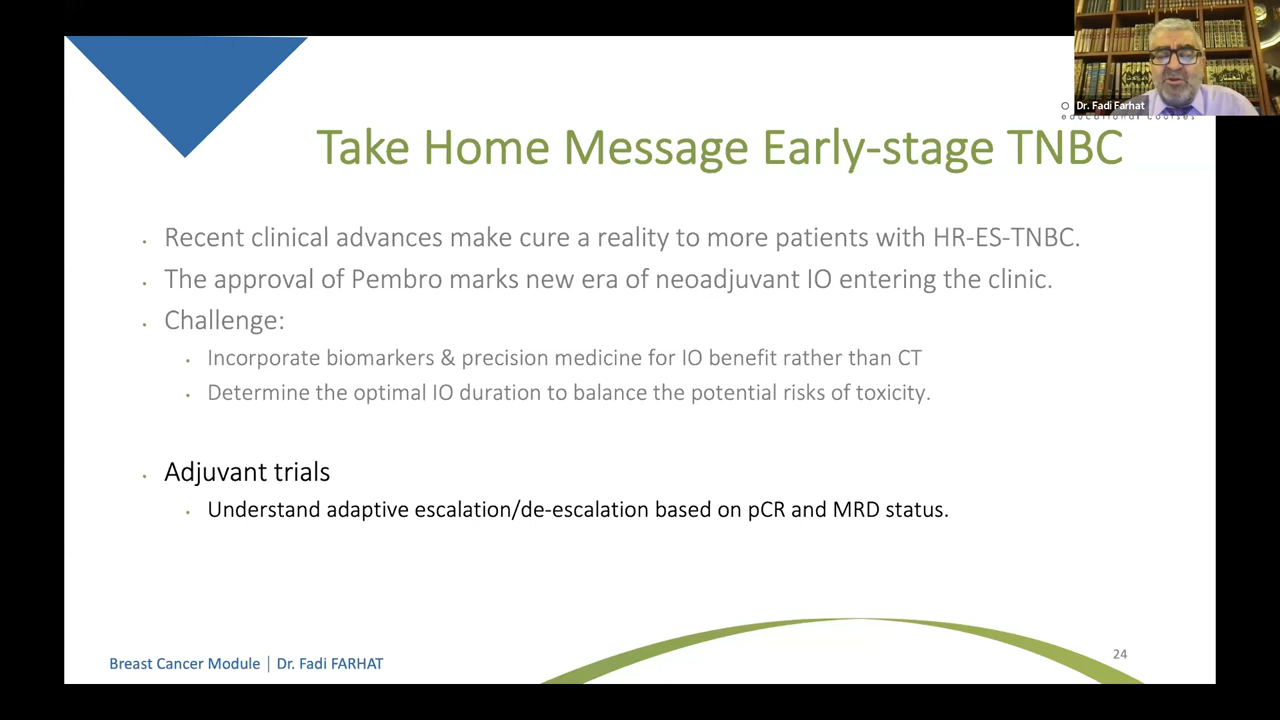 Dr. Fadi Farhat
educational courses
Take Home Message Early-stage TNBC
• Recent clinical advances make cure a reality to more patients with HR-ES-TNBC.
• The approval of Pembro marks new era of neoadjuvant IO entering the clinic.
• Challenge:
• Incorporate biomarkers & precision medicine for IO benefit rather than CT
• Determine the optimal IO duration to balance the potential risks of toxicity.
• Adjuvant trials
• Understand adaptive escalation/de-escalation based on pCR and MRD status.
Breast Cancer Module | Dr. Fadi FARHAT
24